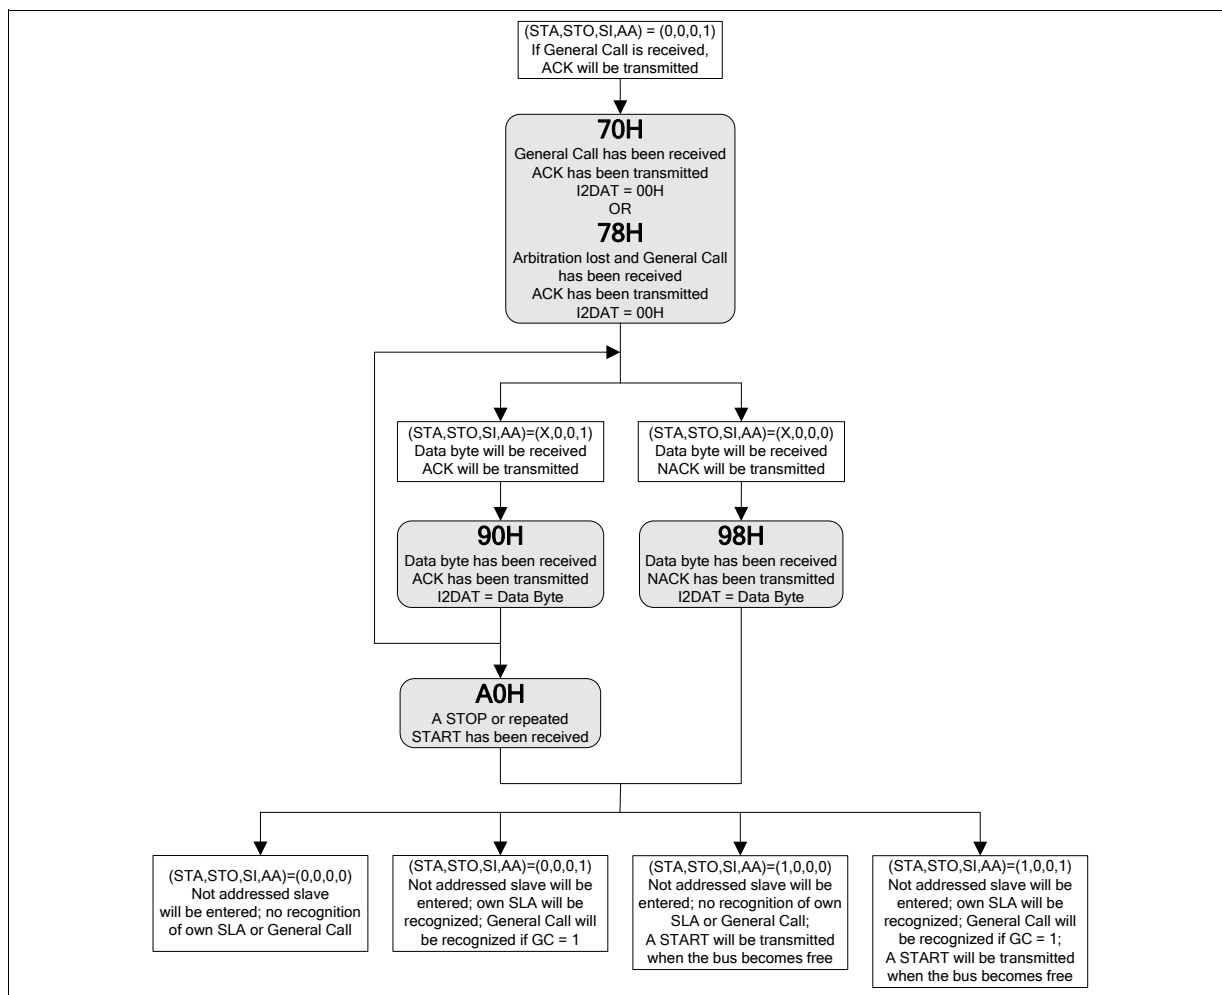 (STA,STO,SI,AA) = (0,0,0,1)
If General Call is received,
ACK will be transmitted
70H
General Call has been received
ACK has been transmitted
I2DAT = 00H
OR
78H
Arbitration lost and General Call
has been received
ACK has been transmitted
I2DAT = 00H
(STA,STO,SI,AA)=(X,0,0,1)
Data byte will be received
ACK will be transmitted
(STA,STO,SI,AA)=(X,0,0,0)
Data byte will be received
NACK will be transmitted
90H
Data byte has been received
ACK has been transmitted
I2DAT = Data Byte
98H
Data byte has been received
NACK has been transmitted
I2DAT = Data Byte
A0H
A STOP or repeated
START has been received
(STA,STO,SI,AA)=(0,0,0,0)
Not addressed slave
will be entered; no recognition
of own SLA or General Call
(STA,STO,SI,AA)=(0,0,0,1)
Not addressed slave will be
entered; own SLA will be
recognized; General Call will
be recognized if GC = 1
(STA,STO,SI,AA)=(1,0,0,0)
Not addressed slave will be
entered; no recognition of own
SLA or General Call;
A START will be transmitted
when the bus becomes free
(STA,STO,SI,AA)=(1,0,0,1)
Not addressed slave will be
entered; own SLA will be
recognized; General Call will
be recognized if GC = 1;
A START will be transmitted
when the bus becomes free